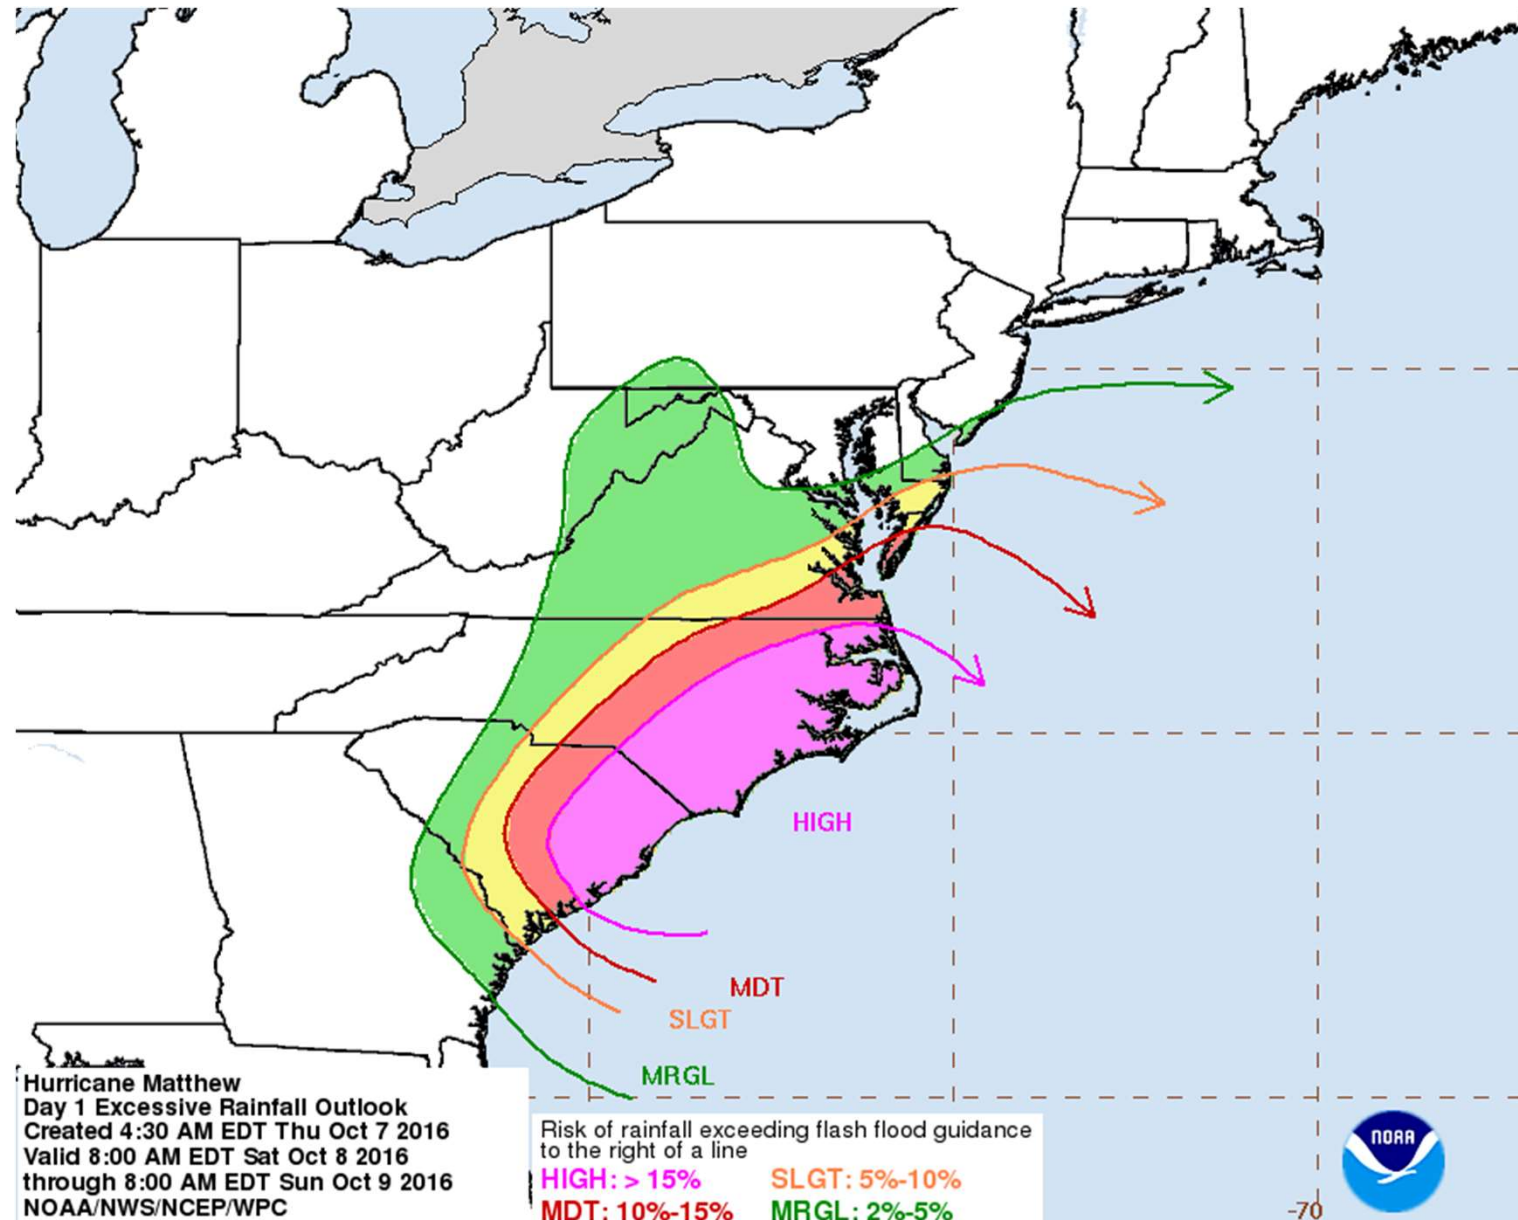 HIGH
MDT
SLGT
MRGL
Hurricane Matthew
Day 1 Excessive Rainfall Outlook
Created 4:30 AM EDT Thu Oct 7 2016
Valid 8:00 AM EDT Sat Oct 8 2016
through 8:00 AM EDT Sun Oct 9 2016
NOAA/NWS/NCEP/WPC
Risk of rainfall exceeding flash flood guidance
to the right of a line
HIGH: > 15% SLGT: 5%-10%
MDT: 10%-15% MRGL: 2%-5%
-70
NOAA